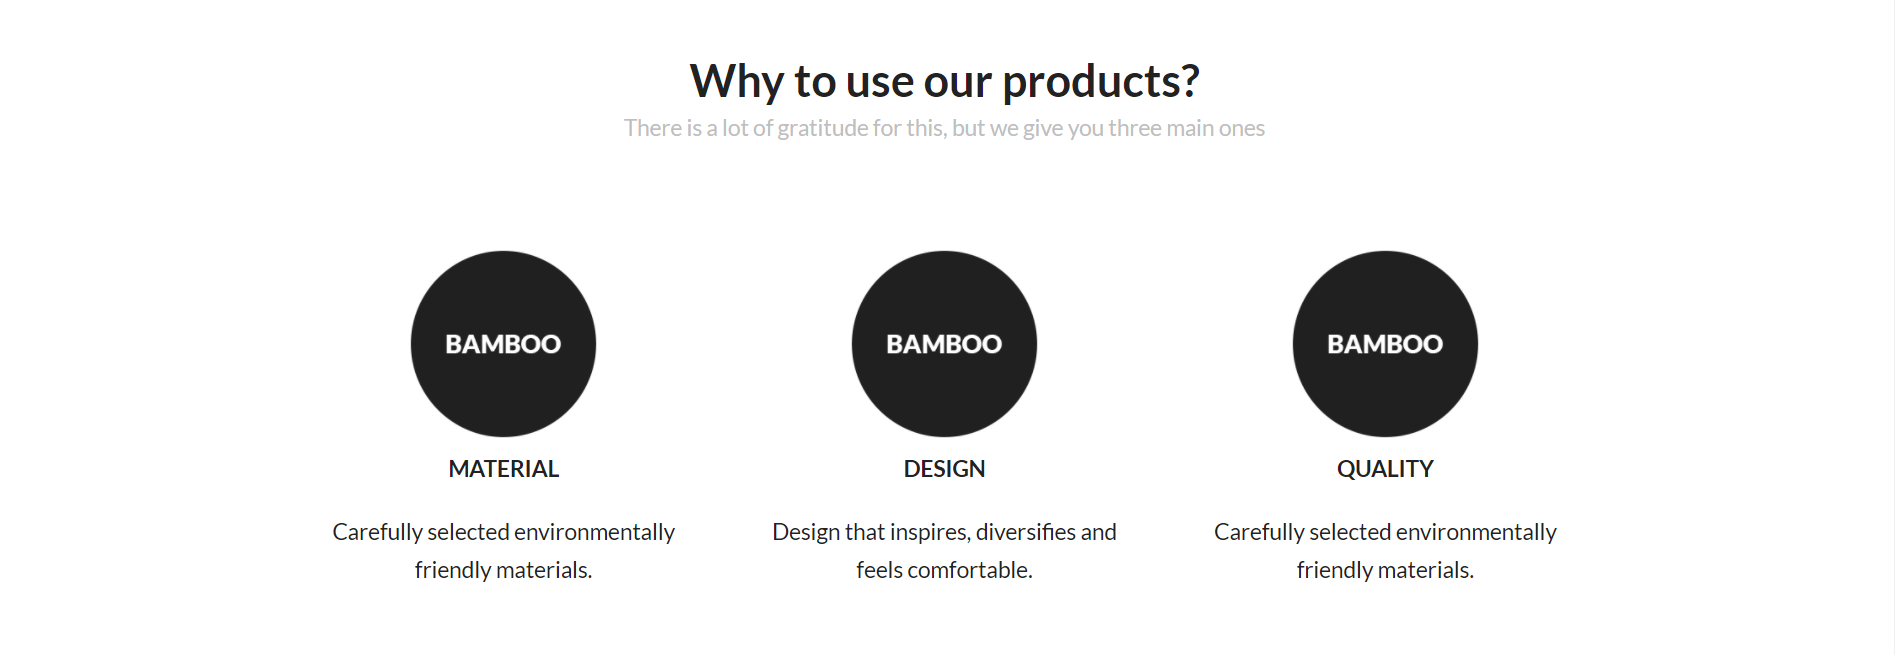 Why to use our products?
There is a lot of gratitude for this, but we give you three main ones
BAMBOO
BAMBOO
BAMBOO
MATERIAL
DESIGN
QUALITY
Carefully selected environmentally
friendly materials.
Design that inspires, diversifies and
feels comfortable.
Carefully selected environmentally
friendly materials.